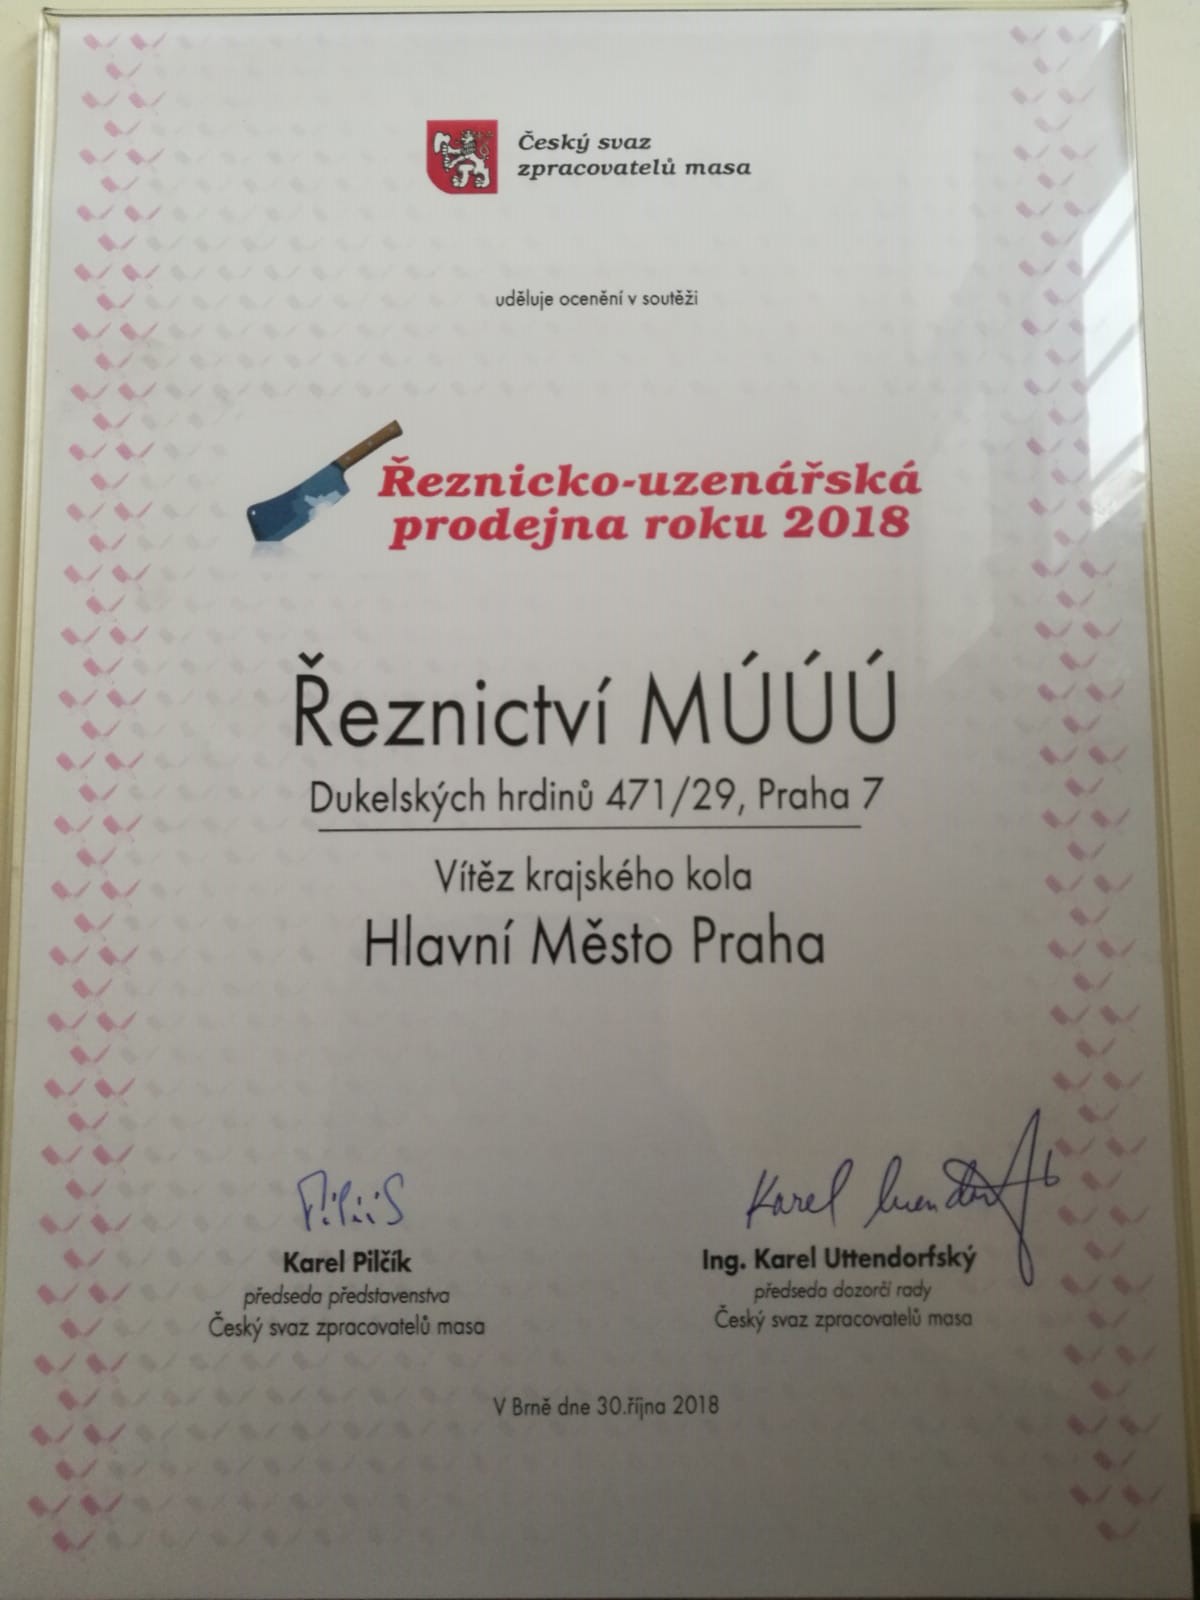 Český svaz
zpracovatelů masa
uděluje ocenění v soutěži
Řeznicko-uzenářská
prodejna roku 2018
Řeznictví MÚÚÚ
Dukelských hrdinů 471/29, Praha 7
Vítěz krajského kola
Hlavní Město Praha
Karel Pilčík
předseda představenstva
Český svaz zpracovatelů masa
Karel
Ing. Karel Uttendorfský
předseda dozorčí rady
Český svaz zpracovatelů masa
V Brně dne 30.října 2018